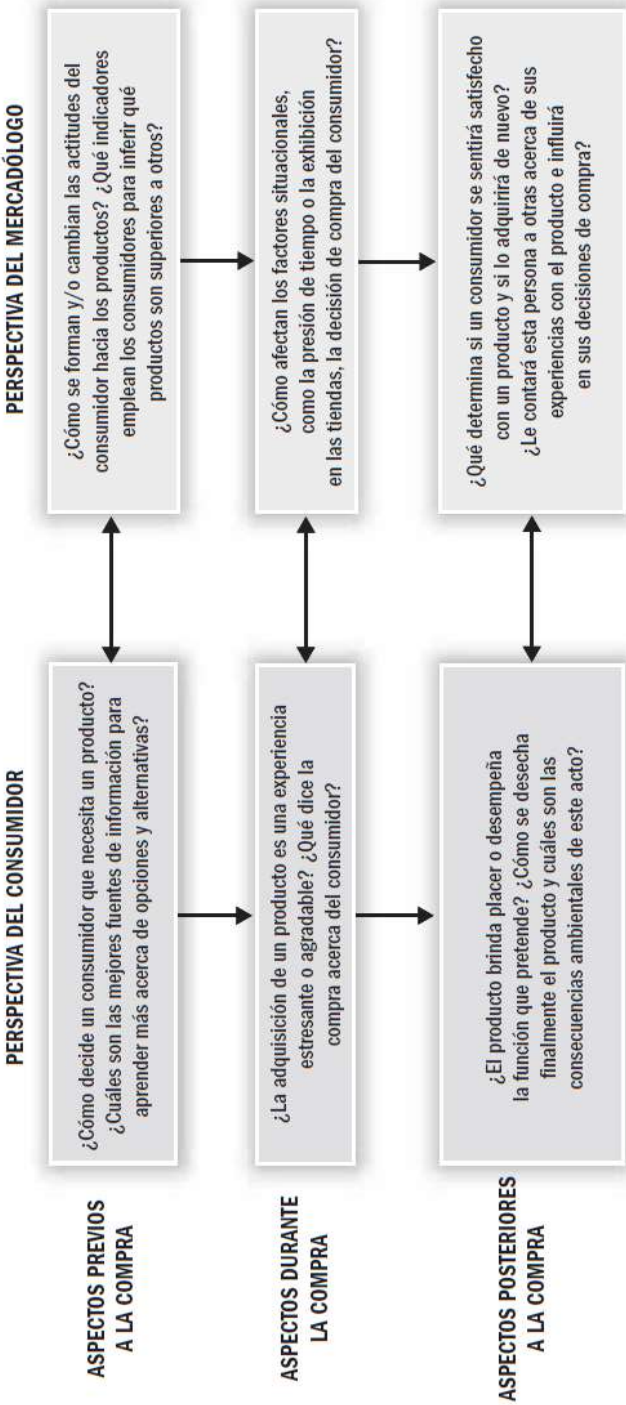 PERSPECTIVA DEL CONSUMIDOR
PERSPECTIVA DEL MERCADÓLOGO
ASPECTOS PREVIOS
A LA COMPRA
¿Cómo decide un consumidor que necesita un producto?
¿Cuáles son las mejores fuentes de información para
aprender más acerca de opciones y alternativas?
¿Cómo se forman y/o cambian las actitudes del
consumidor hacia los productos? ¿Qué indicadores
emplean los consumidores para inferir qué
productos son superiores a otros?
ASPECTOS DURANTE
LA COMPRA
¿La adquisición de un producto es una experiencia
estresante o agradable? ¿Qué dice la
compra acerca del consumidor?
¿Cómo afectan los factores situacionales,
como la presión de tiempo o la exhibición
en las tiendas, la decisión de compra del consumidor?
ASPECTOS POSTERIORES
A LA COMPRA
¿El producto brinda placer o desempeña
la función que pretende? ¿Cómo se desecha
finalmente el producto y cuáles son las
consecuencias ambientales de este acto?
¿Qué determina si un consumidor se sentirá satisfecho
con un producto y si lo adquirirá de nuevo?
¿Le contará esta persona a otras acerca de sus
experiencias con el producto e influirá
en sus decisiones de compra?